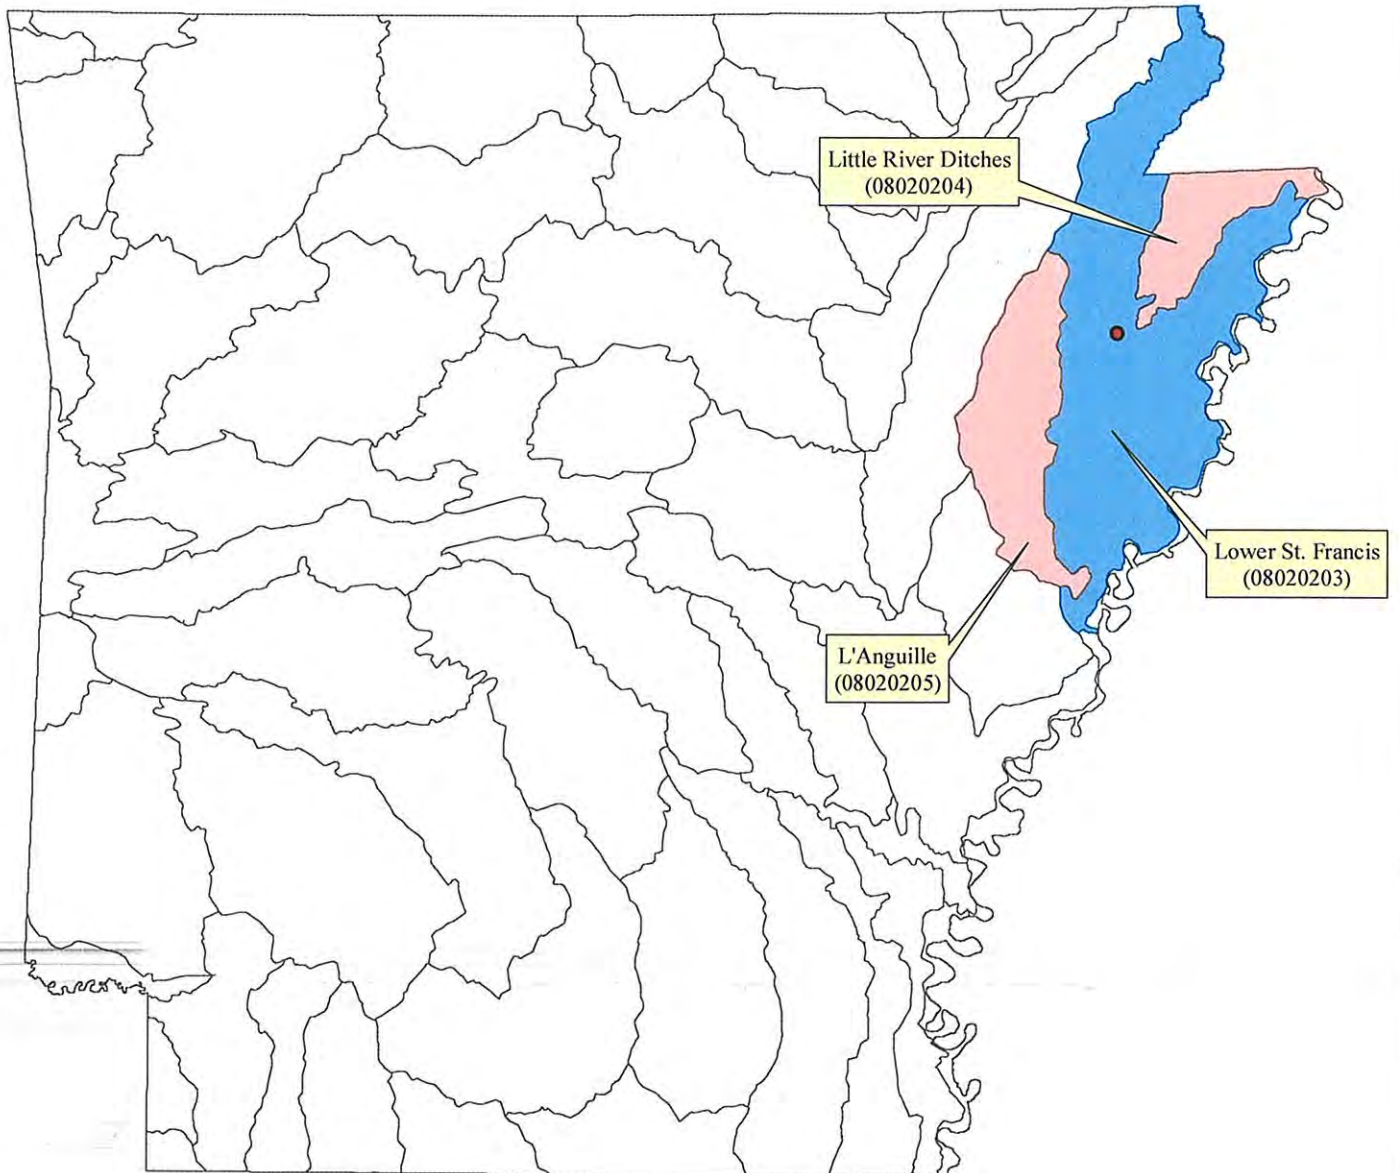 Little River Ditches
(08020204)
Lower St. Francis
(08020203)
L'Anguille
(08020205)